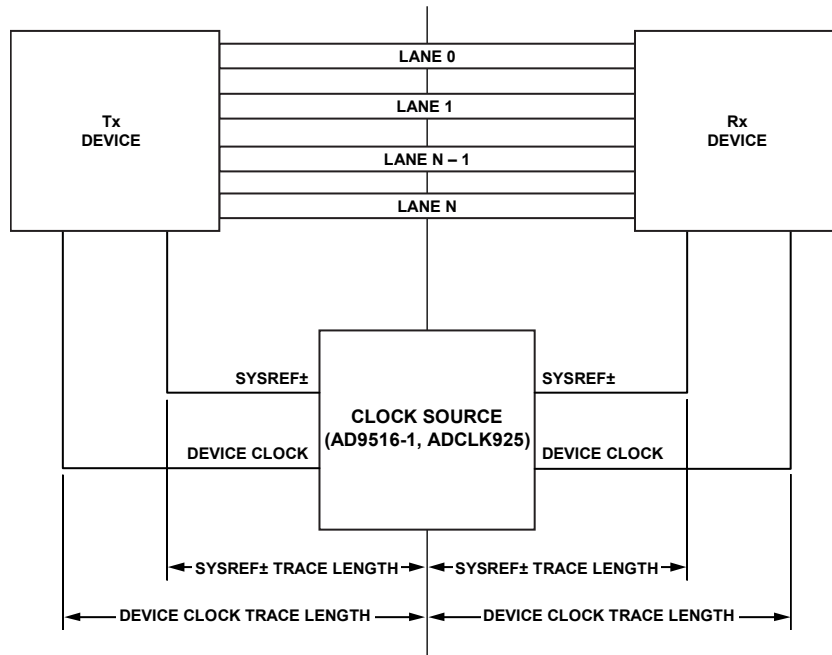 LANE 0
LANE 1
LANE N – 1
LANE N
Tx
DEVICE
Rx
DEVICE
SYSREF±
SYSREF±
CLOCK SOURCE
(AD9516-1, ADCLK925)
DEVICE CLOCK
DEVICE CLOCK
SYSREF± TRACE LENGTH
SYSREF± TRACE LENGTH
DEVICE CLOCK TRACE LENGTH
DEVICE CLOCK TRACE LENGTH